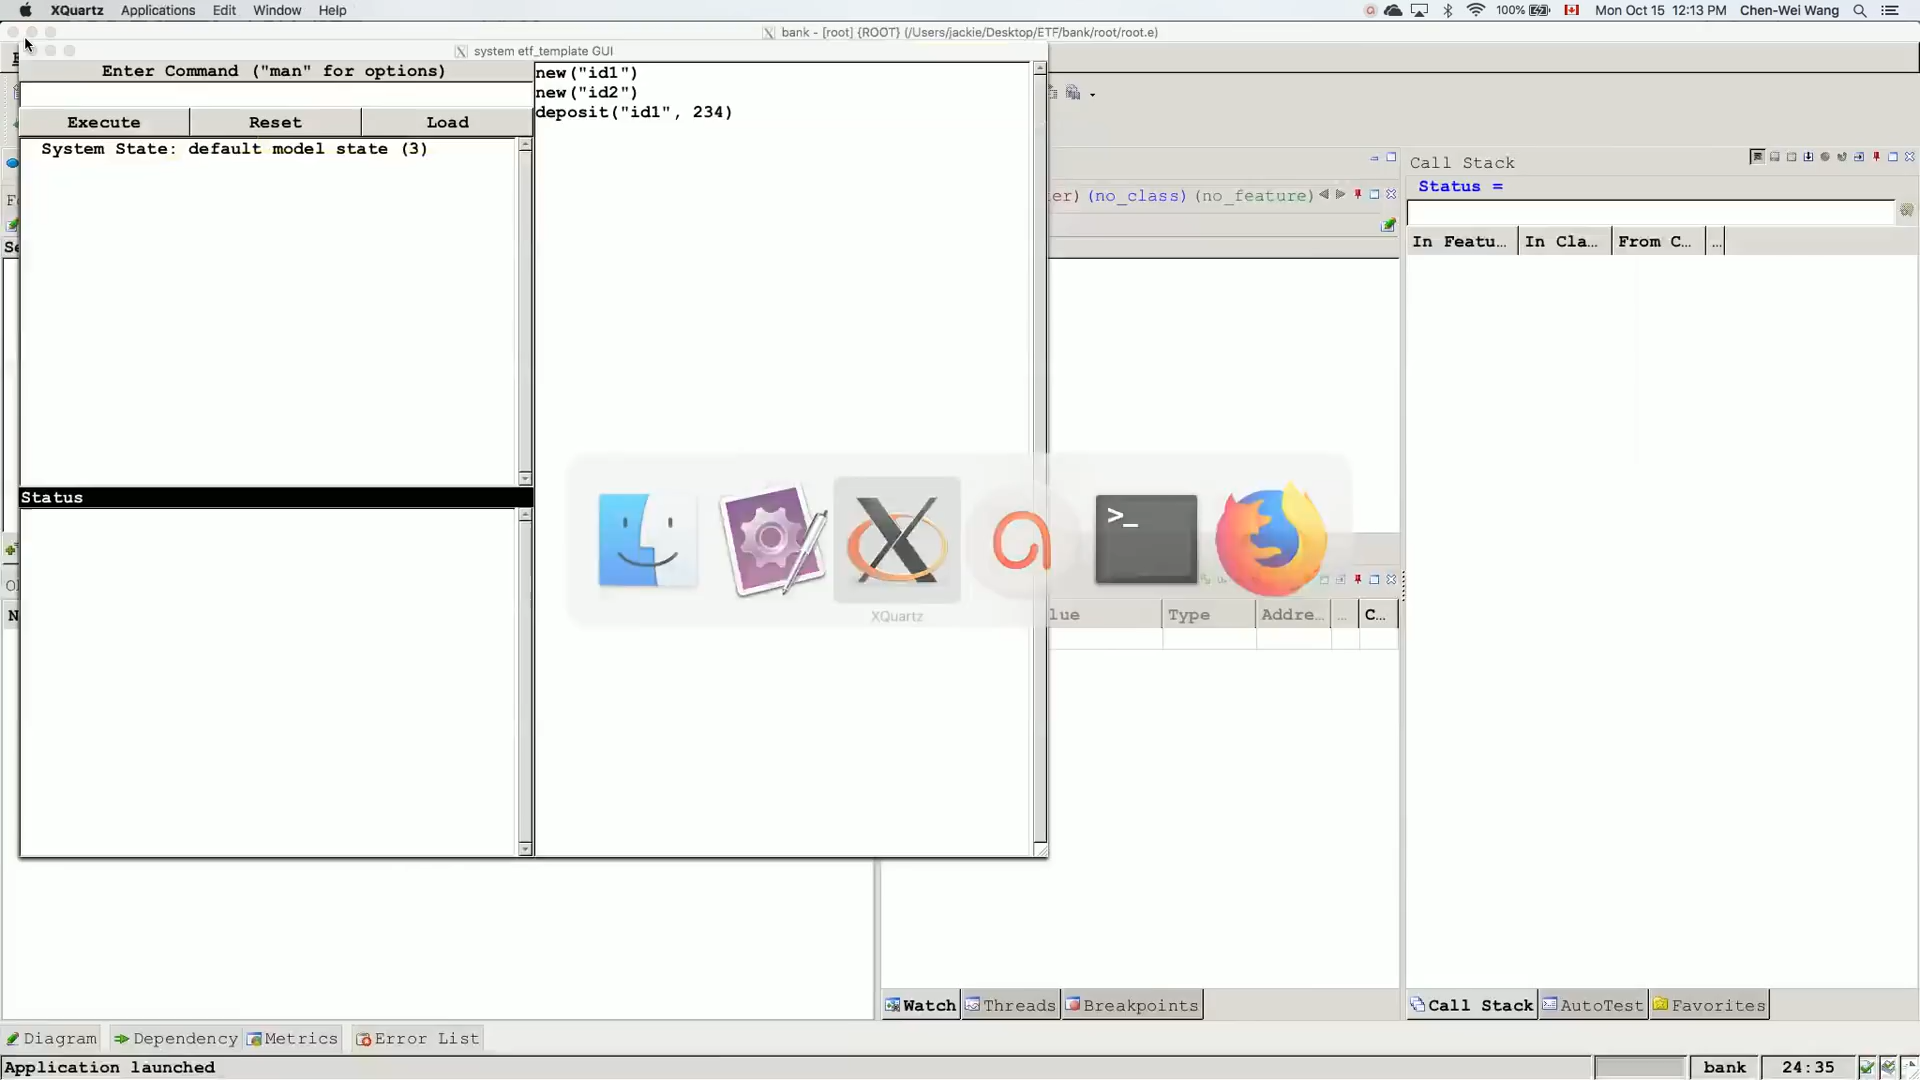 XQuartz Applications Edit Window Help 100% Mon Oct 15 12:13 PM Chen-Wei Wang
bank - [root] {ROOT} (/Users/jackie/Desktop/ETF/bank/root/root.e)
system etf_template GUI
Enter Command ("man" for options)
Execute Reset Load
System State: default model state (3)
new("id1")
new("id2")
deposit("id1", 234)
Status
XQuartz
er) (no_class) (no_feature)
Call Stack
Status =
In Featu... In Cla... From C... ...
lue Type Addre... ... C...
Watch Threads Breakpoints
Call Stack AutoTest Favorites
Diagram Dependency Metrics Error List
Application launched bank 24:35